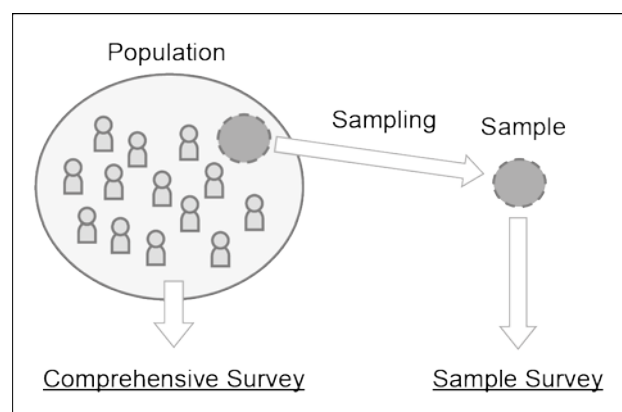 Population
Sampling
Sample
Comprehensive Survey
Sample Survey